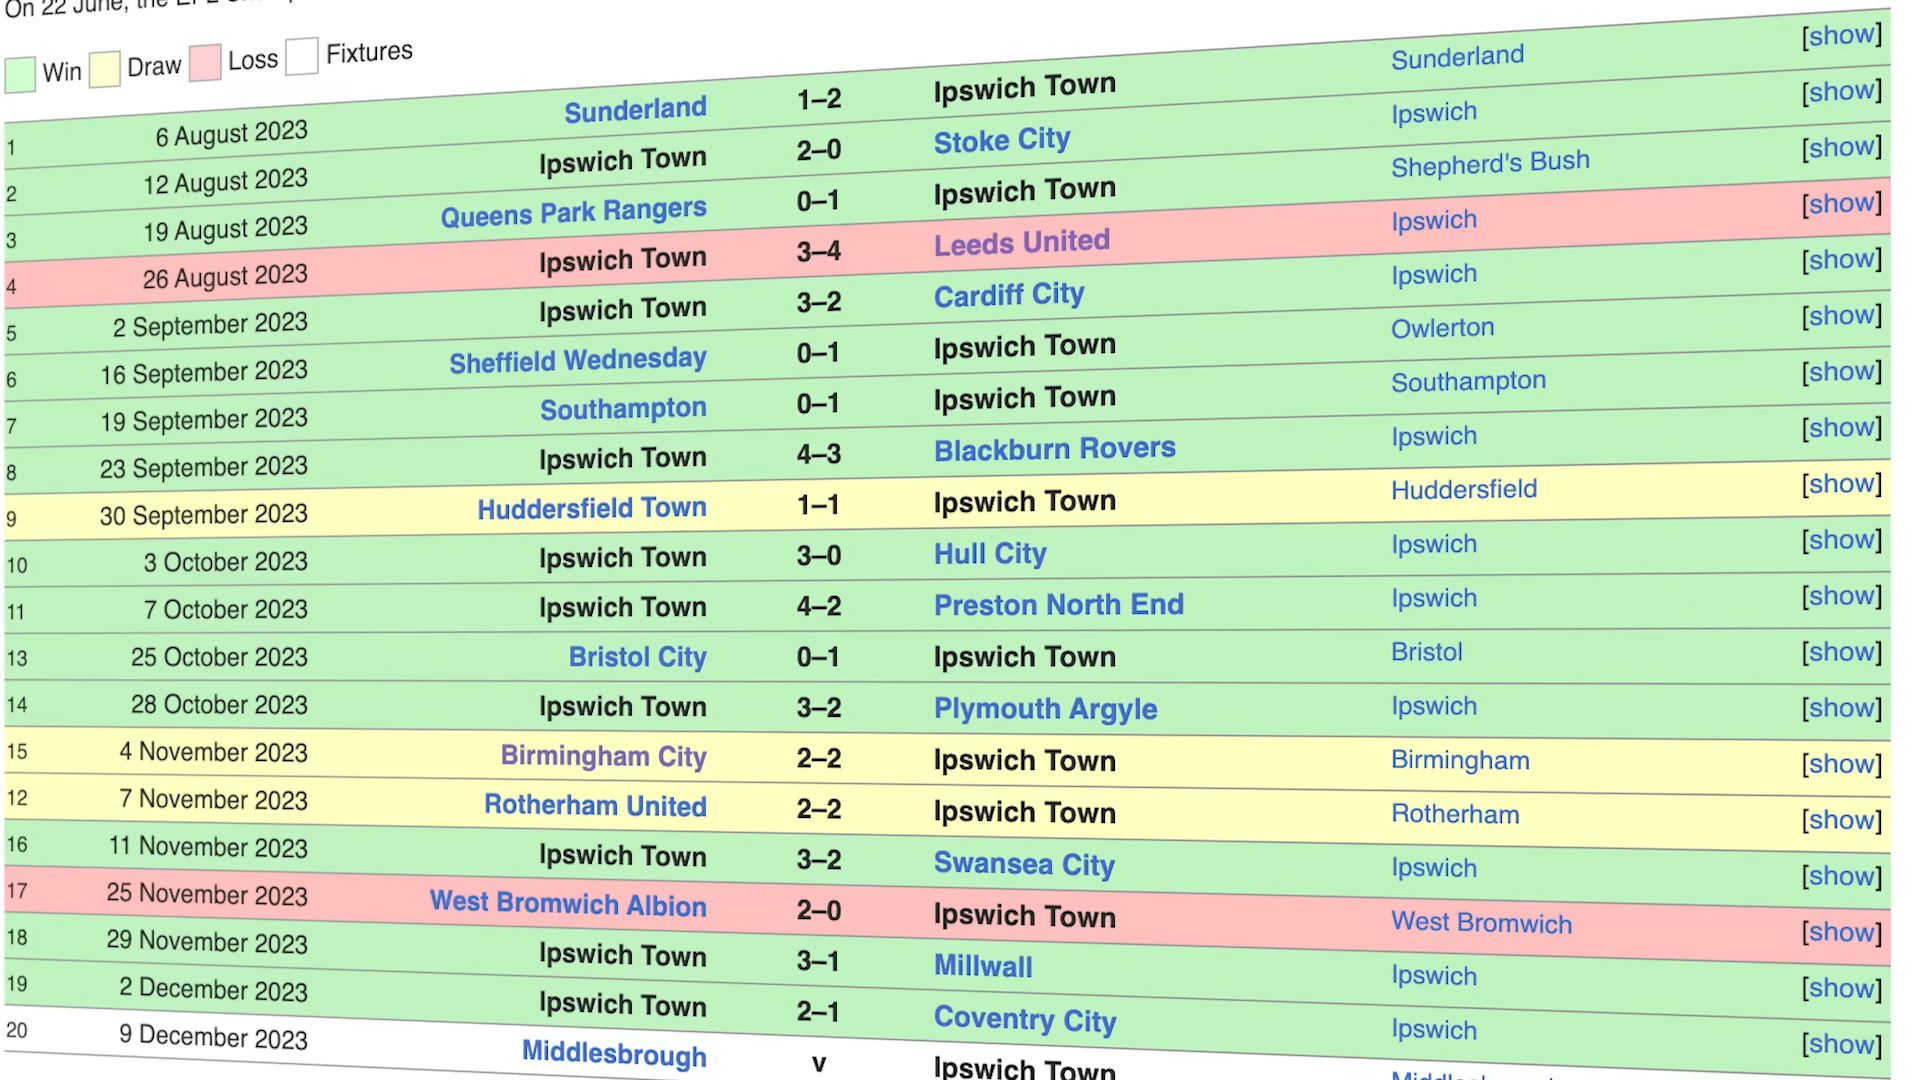 On 22 June, the EFL
Win Draw Loss Fixtures
1 6 August 2023 Sunderland 1–2 Ipswich Town Sunderland [show]
2 12 August 2023 Ipswich Town 2–0 Stoke City Ipswich [show]
3 19 August 2023 Queens Park Rangers 0–1 Ipswich Town Shepherd's Bush [show]
4 26 August 2023 Ipswich Town 3–4 Leeds United Ipswich [show]
5 2 September 2023 Ipswich Town 3–2 Cardiff City Ipswich [show]
6 16 September 2023 Sheffield Wednesday 0–1 Ipswich Town Owlerton [show]
7 19 September 2023 Southampton 0–1 Ipswich Town Southampton [show]
8 23 September 2023 Ipswich Town 4–3 Blackburn Rovers Ipswich [show]
9 30 September 2023 Huddersfield Town 1–1 Ipswich Town Huddersfield [show]
10 3 October 2023 Ipswich Town 3–0 Hull City Ipswich [show]
11 7 October 2023 Ipswich Town 4–2 Preston North End Ipswich [show]
13 25 October 2023 Bristol City 0–1 Ipswich Town Bristol [show]
14 28 October 2023 Ipswich Town 3–2 Plymouth Argyle Ipswich [show]
15 4 November 2023 Birmingham City 2–2 Ipswich Town Birmingham [show]
12 7 November 2023 Rotherham United 2–2 Ipswich Town Rotherham [show]
16 11 November 2023 Ipswich Town 3–2 Swansea City Ipswich [show]
17 25 November 2023 West Bromwich Albion 2–0 Ipswich Town West Bromwich [show]
18 29 November 2023 Ipswich Town 3–1 Millwall Ipswich [show]
19 2 December 2023 Ipswich Town 2–1 Coventry City Ipswich [show]
20 9 December 2023 Middlesbrough v Ipswich Town